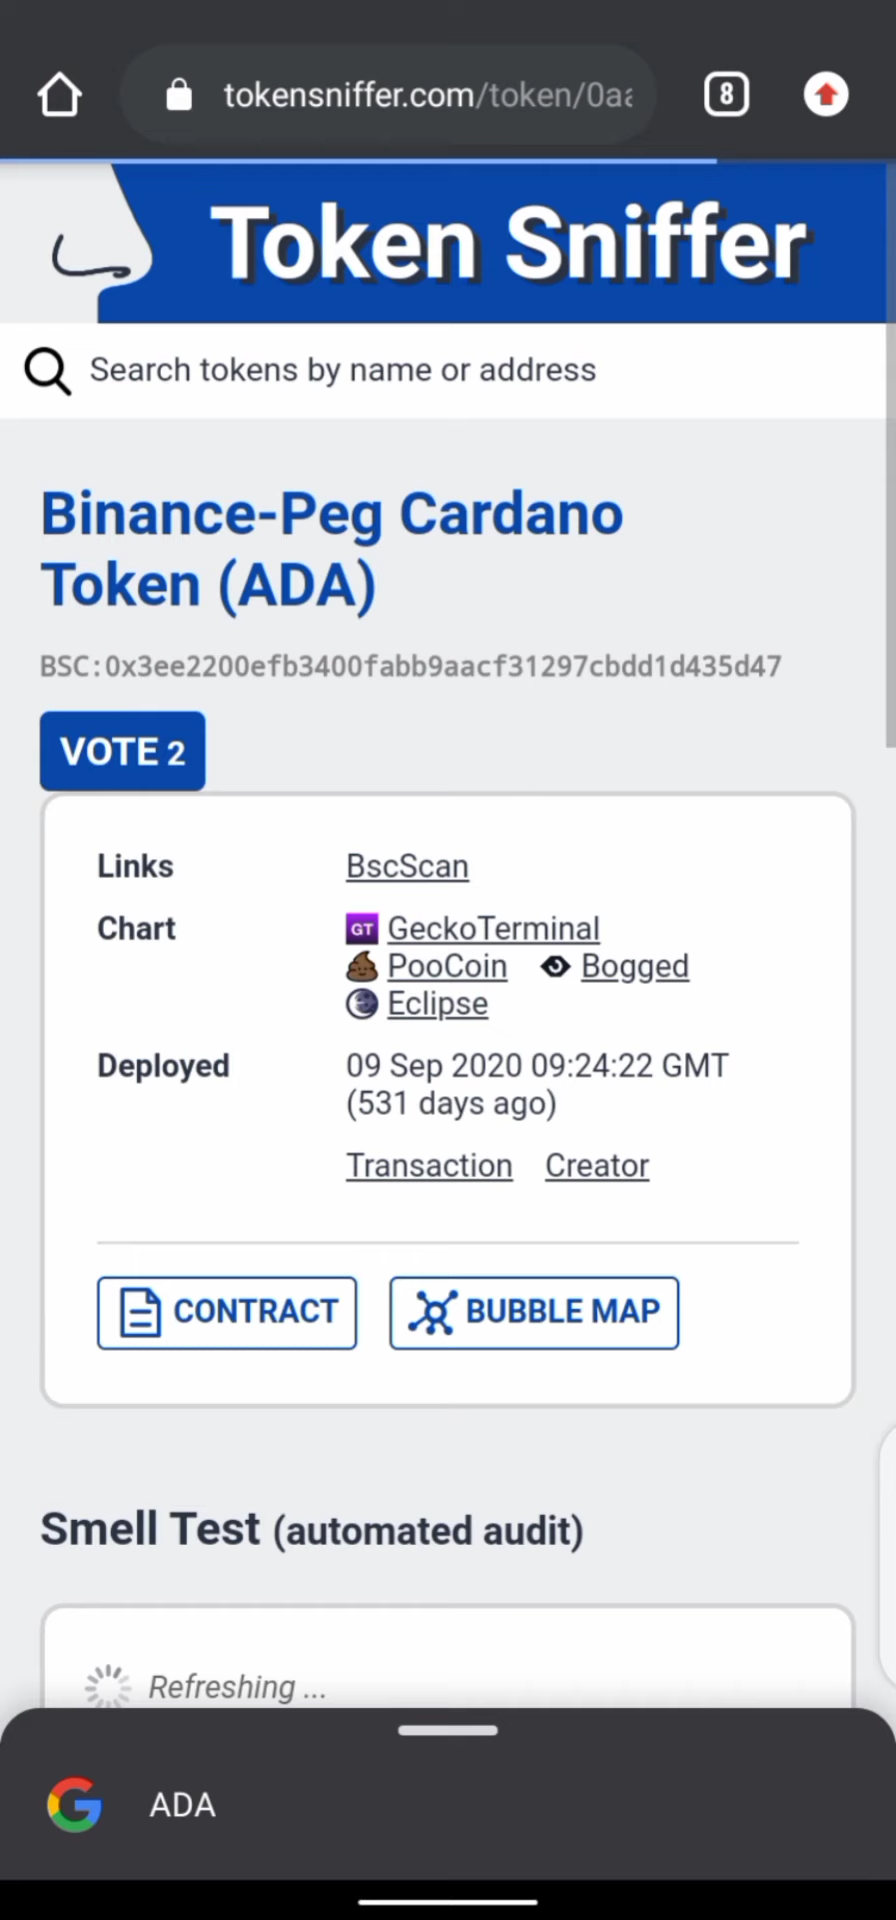 tokensniffer.com/token/0aa
8
Token Sniffer
Search tokens by name or address
Binance-Peg Cardano
Token (ADA)
BSC:0x3ee2200efb3400fabb9aacf31297cbdd1d435d47
VOTE 2
Links BscScan
Chart GT GeckoTerminal
PooCoin Bogged
Eclipse
Deployed 09 Sep 2020 09:24:22 GMT
(531 days ago)
Transaction Creator
CONTRACT BUBBLE MAP
Smell Test (automated audit)
Refreshing ...
G ADA